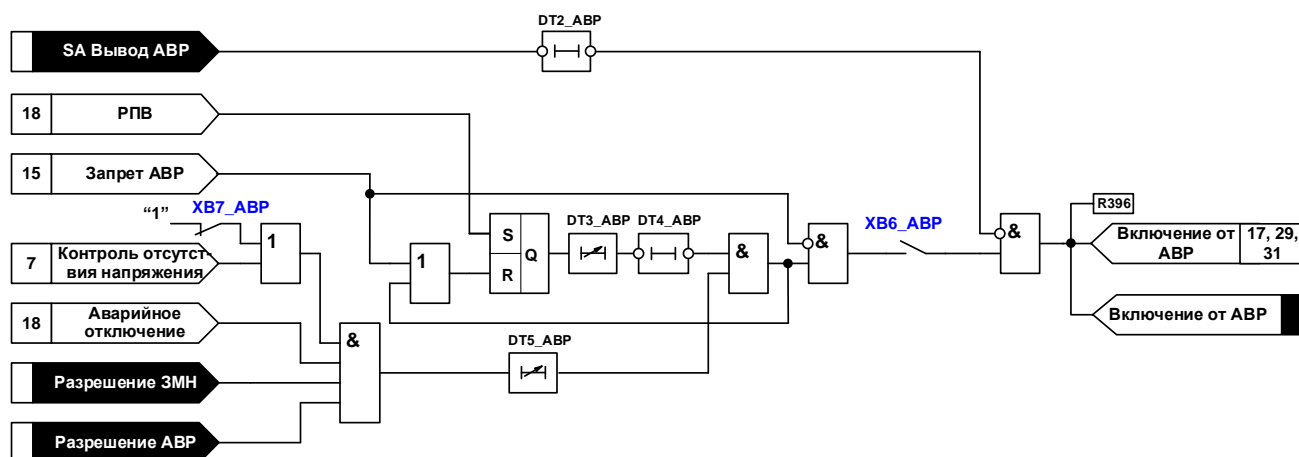 DT2_АВР
SA Вывод АВР
18 РПВ
15 Запрет АВР
“1” XB7_АВР
1
7 Контроль отсутст-
вия напряжения
18 Аварийное
отключение
Разрешение ЗМН
Разрешение АВР
&
1
S
R
Q
DT3_АВР
DT4_АВР
DT5_АВР
&
&
XB6_АВР
&
R396
Включение от
АВР
17, 29,
31
Включение от АВР